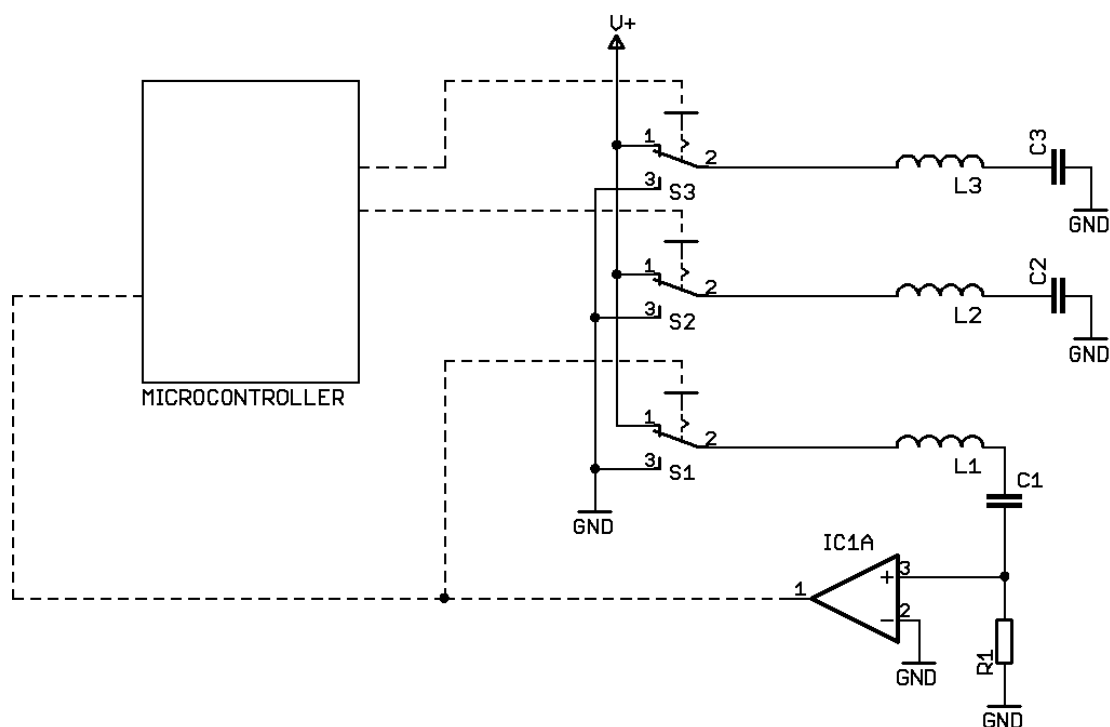 V+
1
2
3
S3
L3
C3
GND
1
2
3
S2
L2
C2
GND
MICROCONTROLLER
1
2
3
S1
GND
L1
C1
IC1A
1
+
3
-
2
GND
R1
GND